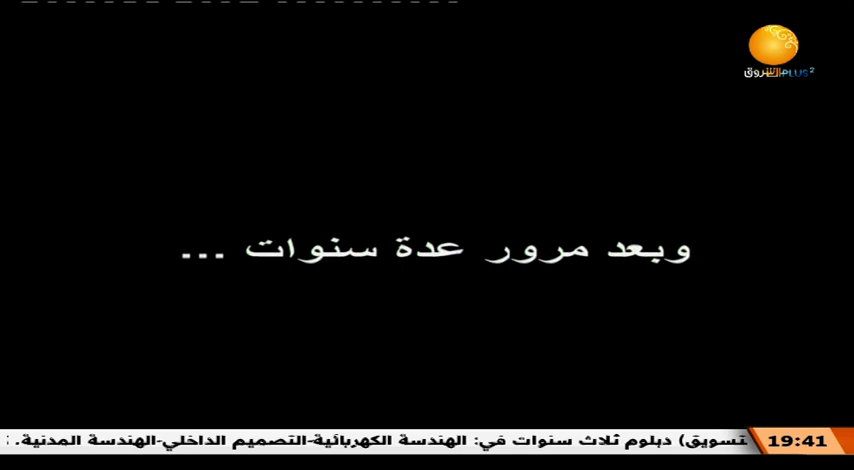 الشروق PLUS 2
وبعد مرور عدة سنوات ...
التسويق) دبلوم ثلاث سنوات في: الهندسة الكهربائية-التصميم الداخلي-الهندسة المدنية.
19:41